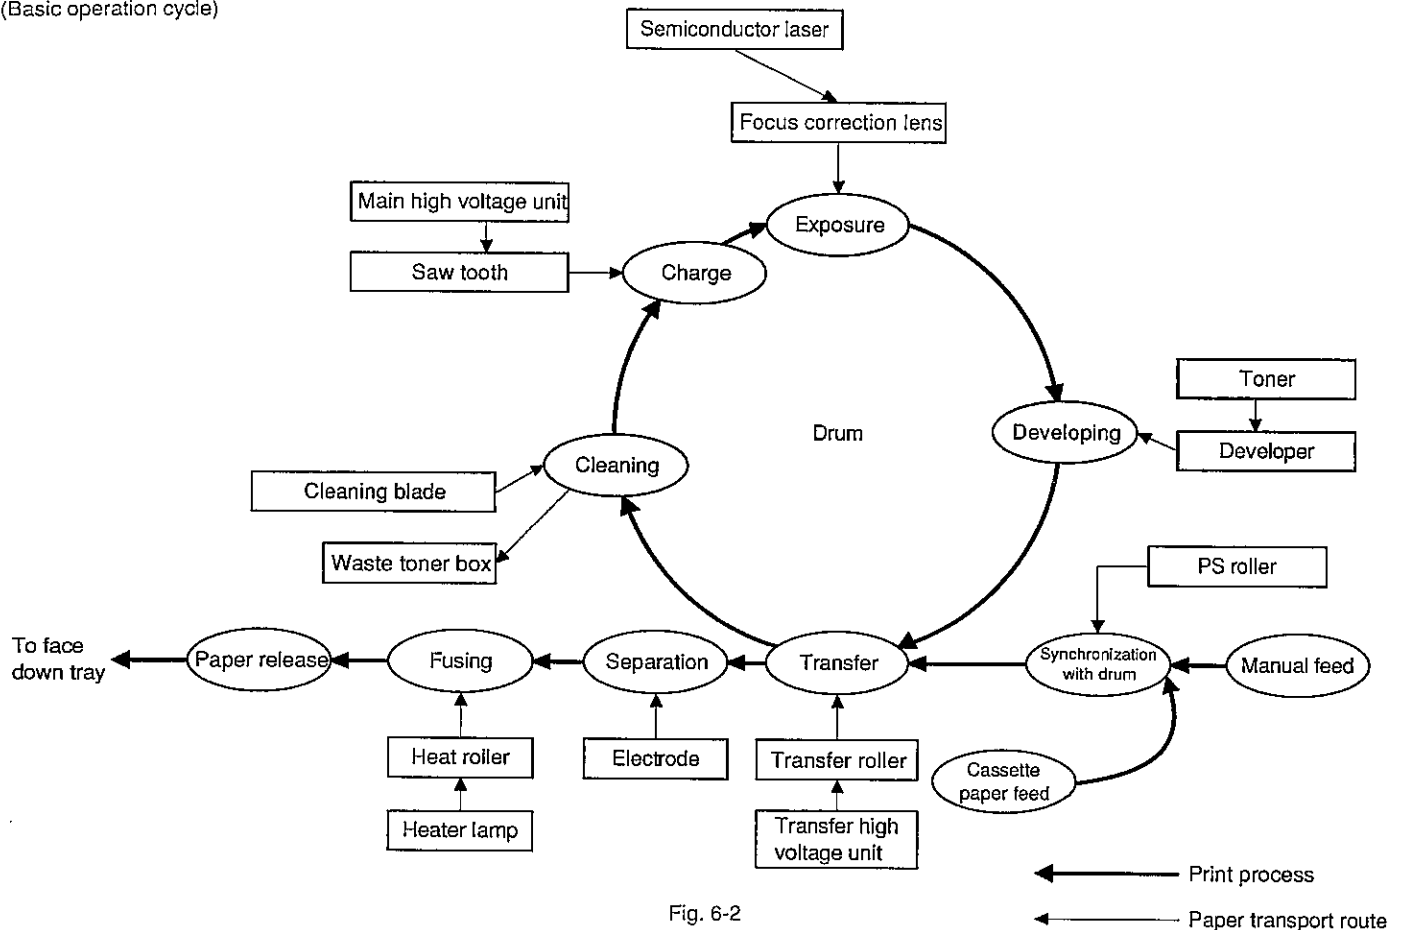 (Basic operation cycle)
Semiconductor laser
Focus correction lens
Main high voltage unit
Exposure
Saw tooth
Charge
Toner
Drum
Developing
Developer
Cleaning
Cleaning blade
Waste toner box
PS roller
To face
down tray
Paper release
Fusing
Separation
Transfer
Synchronization
with drum
Manual feed
Heat roller
Electrode
Transfer roller
Cassette
paper feed
Heater lamp
Transfer high
voltage unit
Print process
Fig. 6-2
Paper transport route